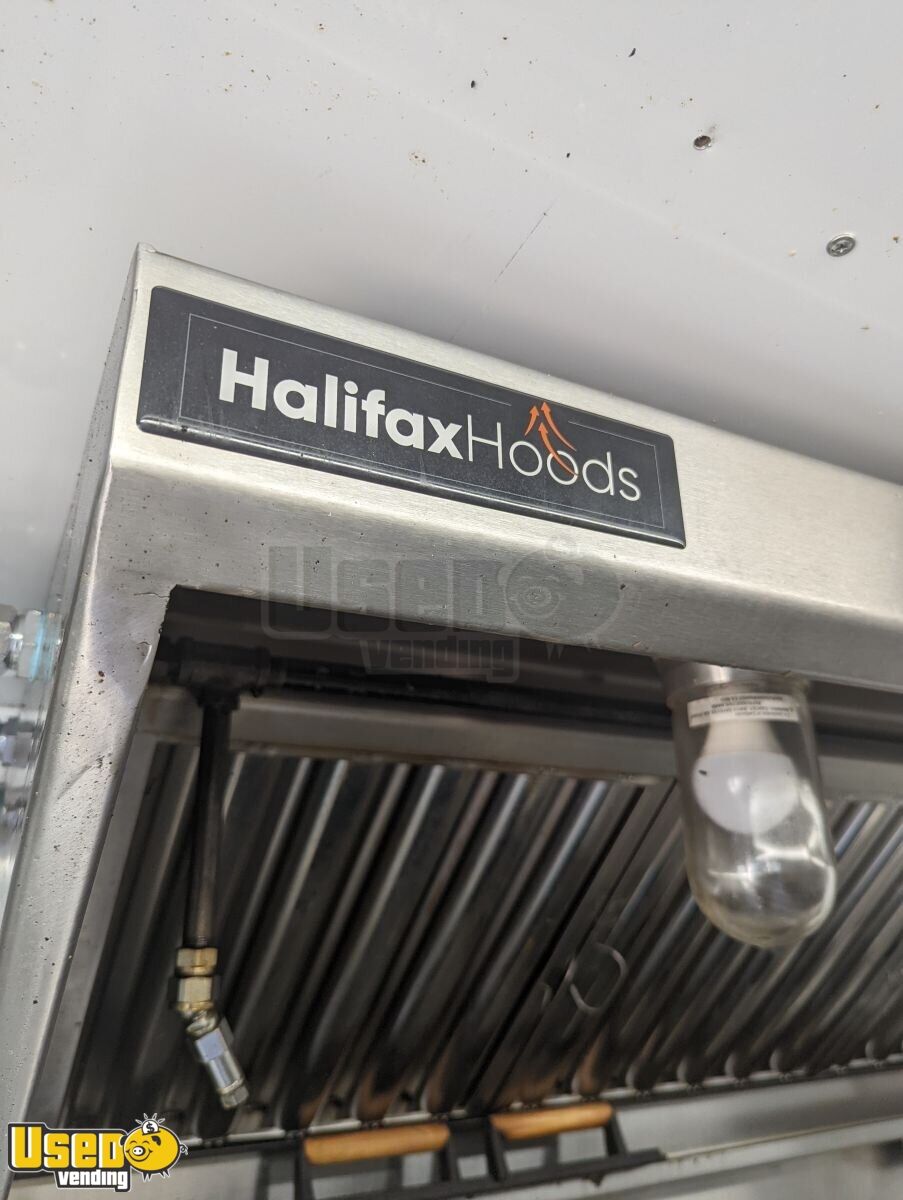 HalifaxHoods
Used
vending
Used
vending